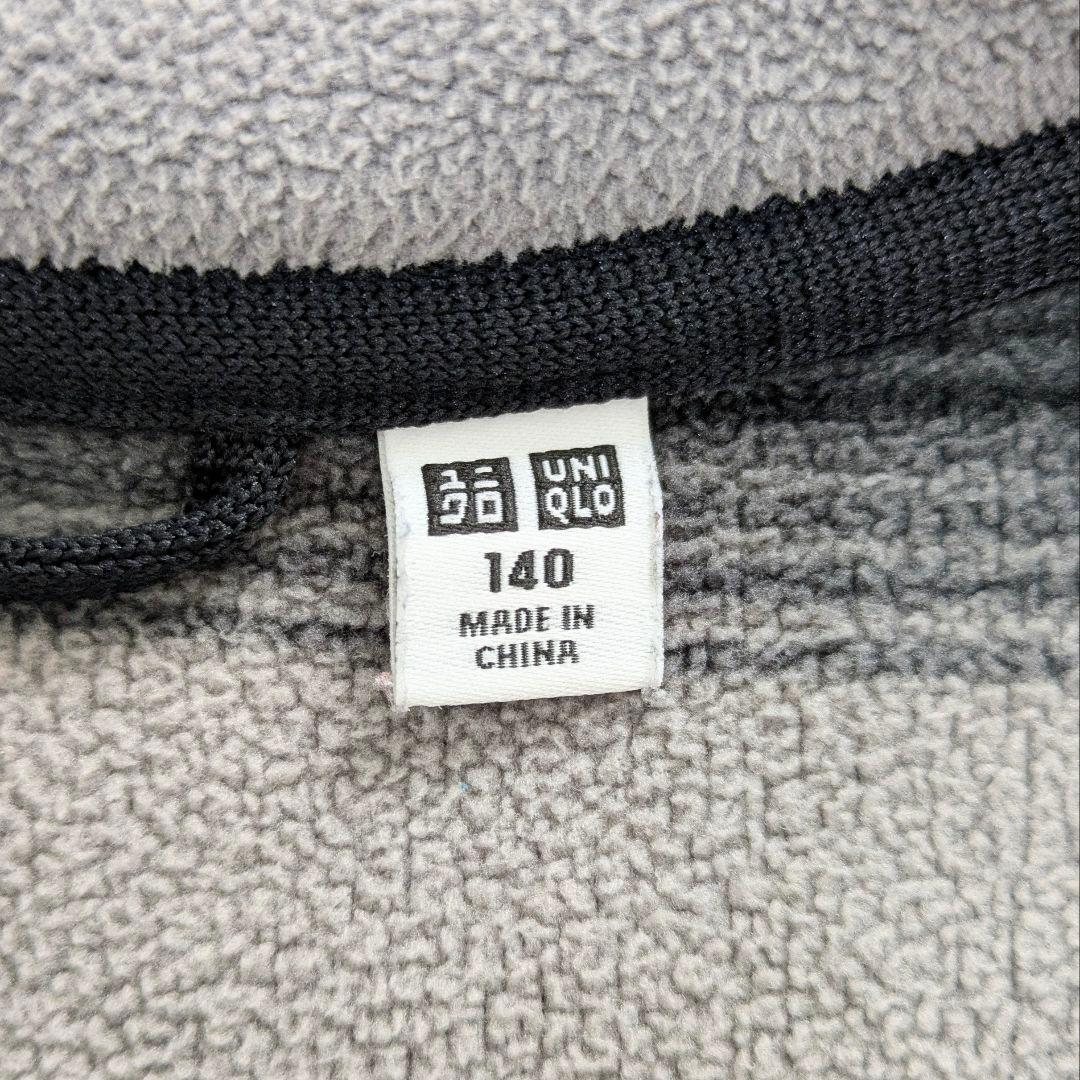 ユニ UNI
クロ QLO
140
MADE IN
CHINA